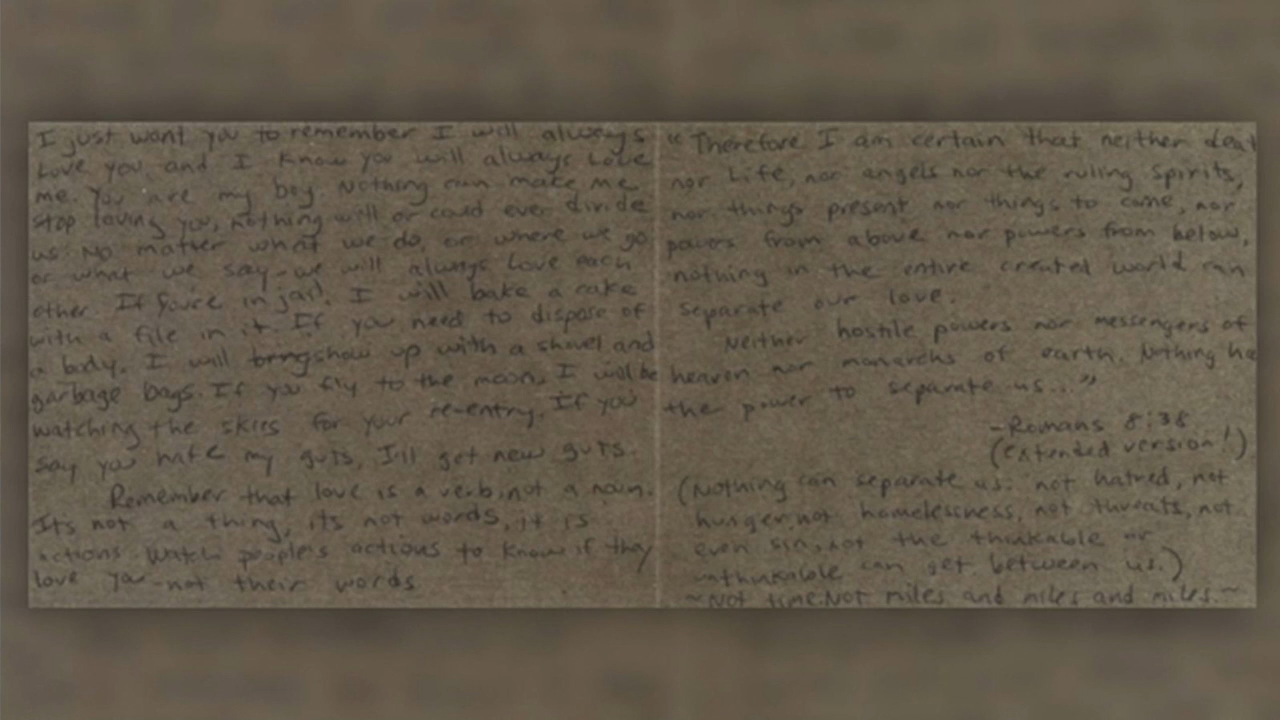 I just want you to remember I will always
Love you, and I know you will always Love
me. You are my boy Nothing can make me
stop loving you, nothing will or could ever divide
us. No matter what we do, or where we go
or what we say - we will always Love each
other If you're in jail, I will bake a cake
with a file in it. If you need to dispose of
a body, I will show up with a shovel and
garbage bags. If you fly to the moon, I will be
watching the skies for your re-entry. If you
say you hate my guts, I'll get new guts.
Remember that love is a verb, not a noun.
It's not a thing, it's not words, it is
actions. Watch people's actions to know if they
love you - not their words
"Therefore I am certain that neither deat
nor Life, nor angels nor the ruling spirits,
nor things present nor things to come, nor
powers from above nor powers from below,
nothing in the entire created world can
separate our love.
Neither hostile powers nor messengers of
heaven nor monarchs of earth. Nothing ha
the power to separate us..."
-Romans 8:38
(extended version!)
(Nothing can separate us: not hatred, not
hunger, not homelessness, not threats, not
even sin, not the thinkable or
unthinkable can get between us.)
~Not time. Not miles and miles and miles.~